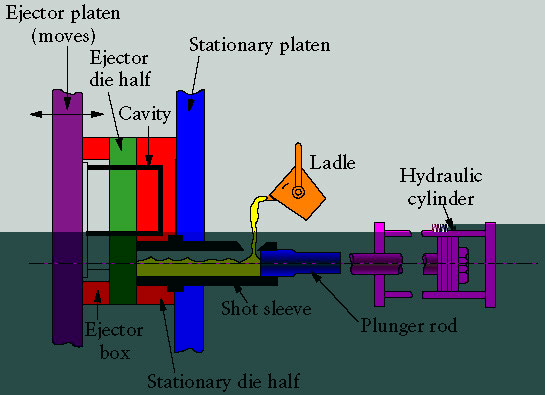 Ejector platen
(moves)
Ejector
die half
Stationary platen
Cavity
Ladle
Hydraulic
cylinder
Shot sleeve
Plunger rod
Ejector
box
Stationary die half